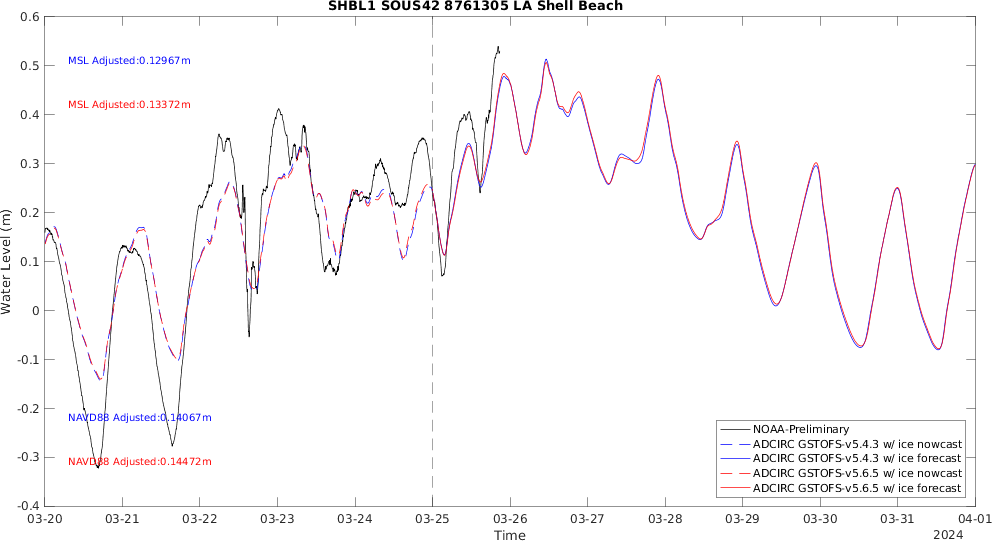 SHBL1 SOUS42 8761305 LA Shell Beach
Water Level (m)
0.6
0.5
0.4
0.3
0.2
0.1
0
-0.1
-0.2
-0.3
-0.4
MSL Adjusted:0.12967m
MSL Adjusted:0.13372m
NAVD88 Adjusted:0.14067m
NAVD88 Adjusted:0.14472m
NOAA-Preliminary
ADCIRC GSTOFS-v5.4.3 w/ ice nowcast
ADCIRC GSTOFS-v5.4.3 w/ ice forecast
ADCIRC GSTOFS-v5.6.5 w/ ice nowcast
ADCIRC GSTOFS-v5.6.5 w/ ice forecast
03-20 03-21 03-22 03-23 03-24 03-25 03-26 03-27 03-28 03-29 03-30 03-31 04-01
Time
2024